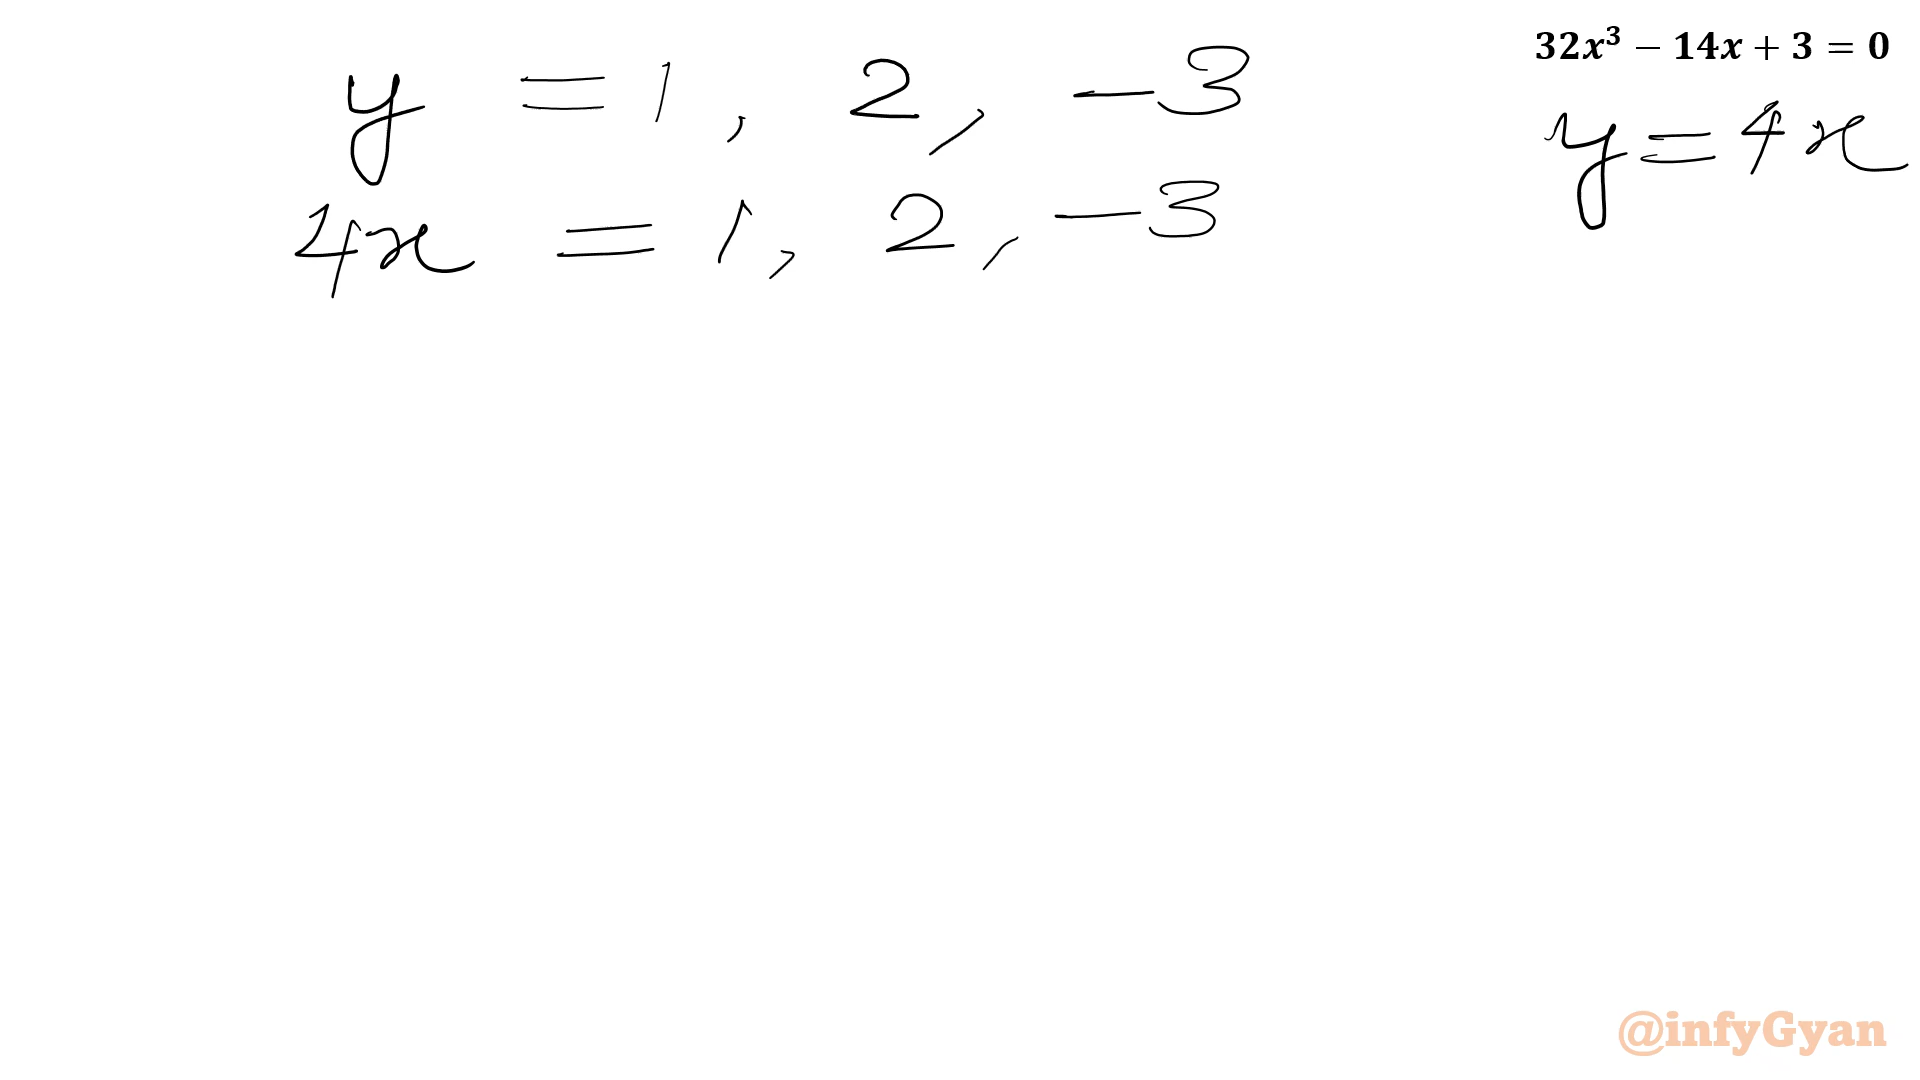 32x³ − 14x + 3 = 0
y = 1, 2, −3
y = 4x
4x = 1, 2, −3
@infyGyan